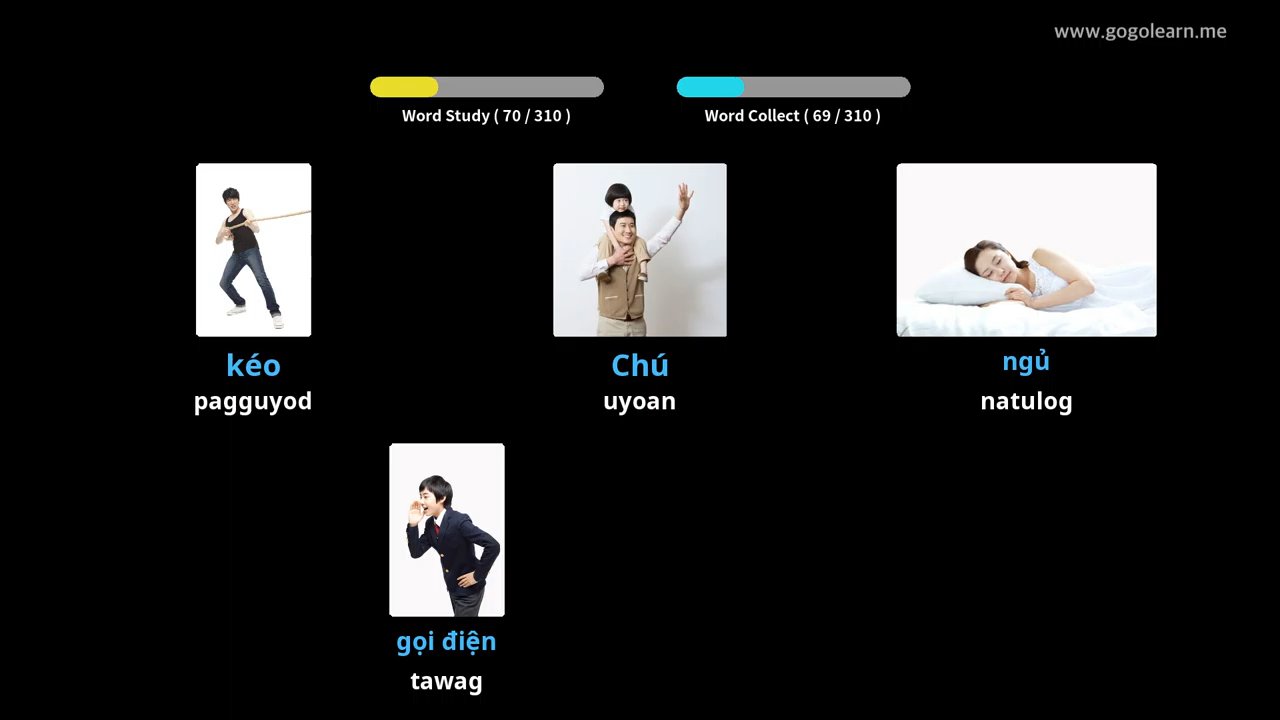 www.gogolearn.me
Word Study ( 70 / 310 )
Word Collect ( 69 / 310 )
kéo
pagguyod
Chú
uyoan
ngủ
natulog
gọi điện
tawag